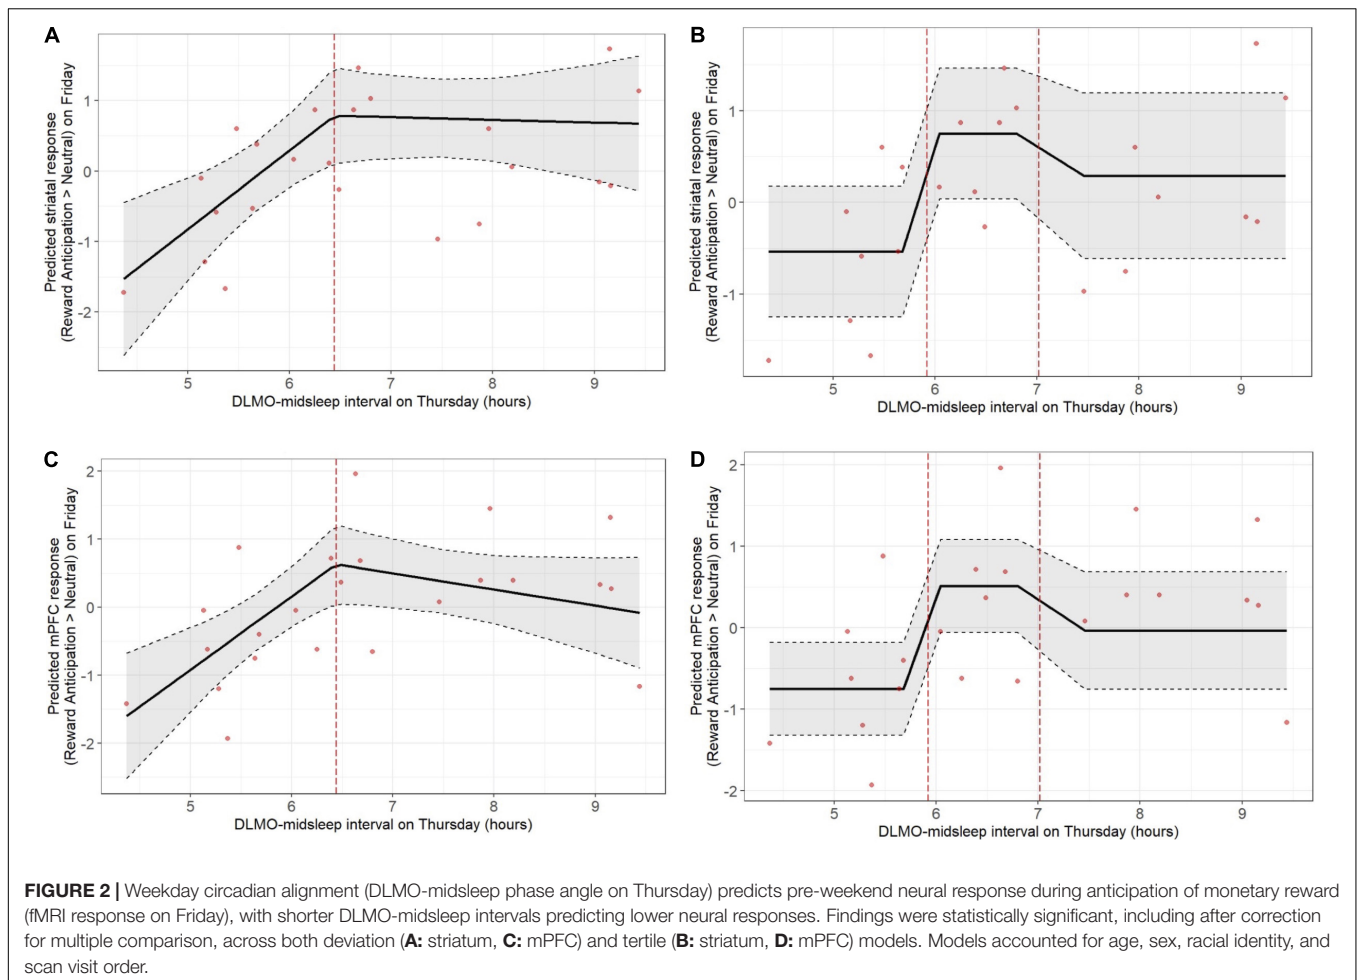 A
Predicted striatal response
(Reward Anticipation > Neutral) on Friday
1
0
-1
-2
5 6 7 8 9
DLMO-midsleep interval on Thursday (hours)
B
Predicted striatal response
(Reward Anticipation > Neutral) on Friday
1
0
-1
5 6 7 8 9
DLMO-midsleep interval on Thursday (hours)
C
Predicted mPFC response
(Reward Anticipation > Neutral) on Friday
2
1
0
-1
-2
5 6 7 8 9
DLMO-midsleep interval on Thursday (hours)
D
Predicted mPFC response
(Reward Anticipation > Neutral) on Friday
2
1
0
-1
-2
5 6 7 8 9
DLMO-midsleep interval on Thursday (hours)
FIGURE 2 | Weekday circadian alignment (DLMO-midsleep phase angle on Thursday) predicts pre-weekend neural response during anticipation of monetary reward
(fMRI response on Friday), with shorter DLMO-midsleep intervals predicting lower neural responses. Findings were statistically significant, including after correction
for multiple comparison, across both deviation (A: striatum, C: mPFC) and tertile (B: striatum, D: mPFC) models. Models accounted for age, sex, racial identity, and
scan visit order.